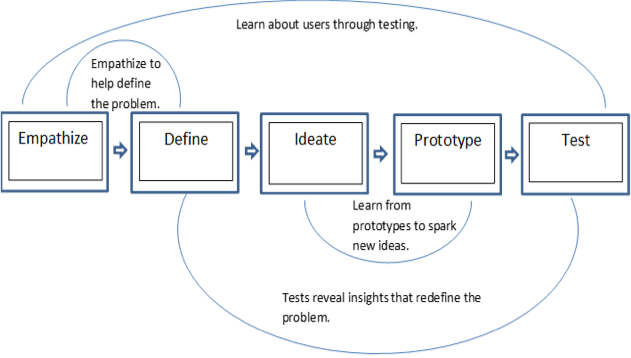 Learn about users through testing.
Empathize to
help define
the problem.
Empathize
Define
Ideate
Prototype
Test
Learn from
prototypes to spark
new ideas.
Tests reveal insights that redefine the
problem.